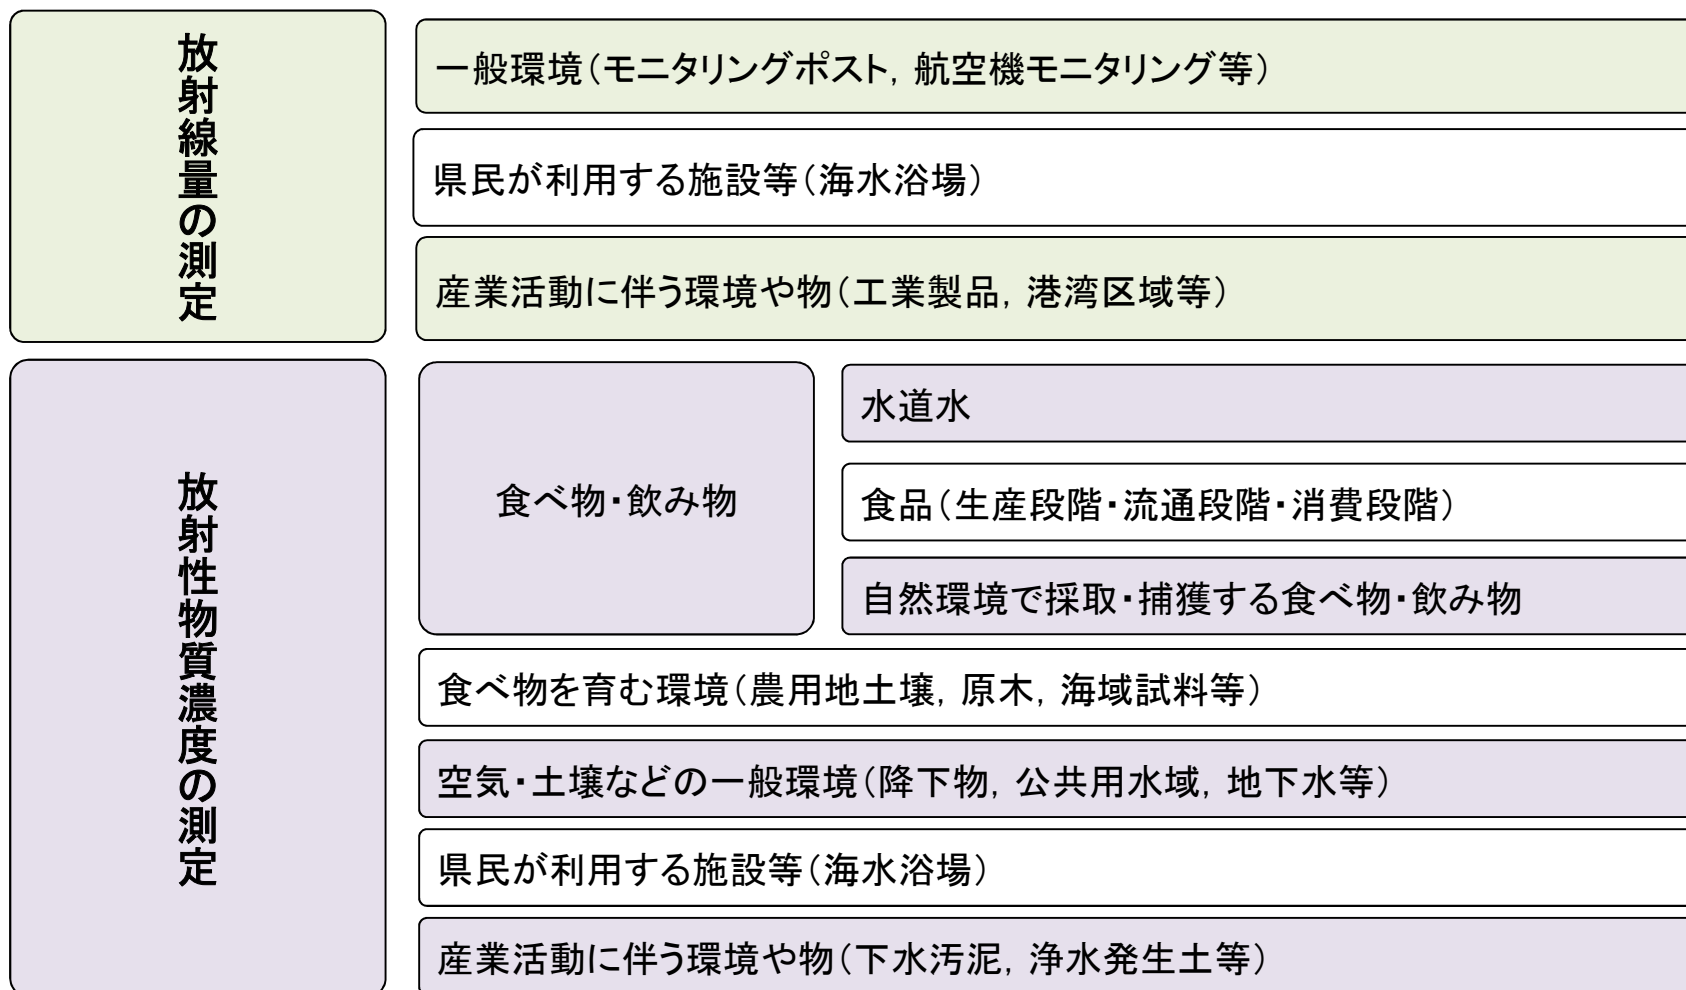 放射線量の測定
一般環境（モニタリングポスト，航空機モニタリング等）
県民が利用する施設等（海水浴場）
産業活動に伴う環境や物（工業製品，港湾区域等）
放射性物質濃度の測定
食べ物・飲み物
水道水
食品（生産段階・流通段階・消費段階）
自然環境で採取・捕獲する食べ物・飲み物
食べ物を育む環境（農用地土壌，原木，海域試料等）
空気・土壌などの一般環境（降下物，公共用水域，地下水等）
県民が利用する施設等（海水浴場）
産業活動に伴う環境や物（下水汚泥，浄水発生土等）